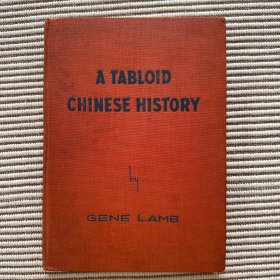 A TABLOID
CHINESE HISTORY
by
GENE LAMB